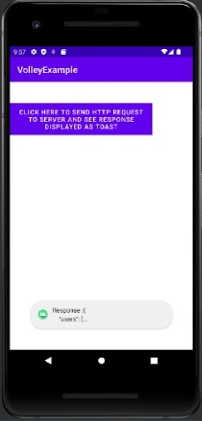 9:57
VolleyExample
CLICK HERE TO SEND HTTP REQUEST
TO SERVER AND SEE RESPONSE
DISPLAYED AS TOAST
Response :{
"users": [...